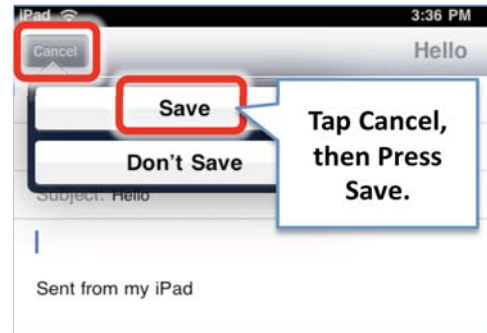 iPad 3:36 PM
Cancel Hello
Save
Don't Save
Tap Cancel,
then Press
Save.
Subject: Hello
Sent from my iPad